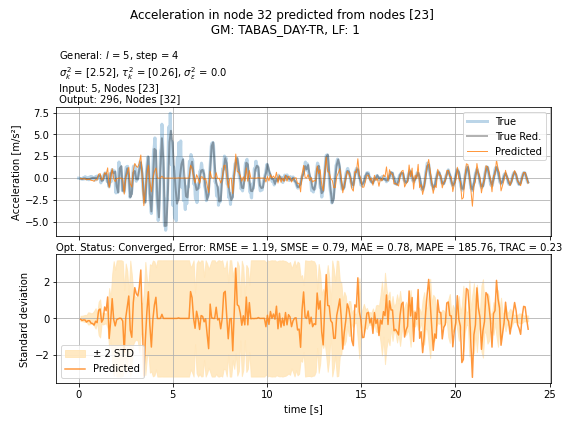 Acceleration in node 32 predicted from nodes [23]
GM: TABAS_DAY-TR, LF: 1
General: l = 5, step = 4
σ²ₖ = [2.52], τ²ₖ = [0.26], σ²ε = 0.0
Input: 5, Nodes [23]
Output: 296, Nodes [32]
Acceleration [m/s²]
7.5
5.0
2.5
0.0
−2.5
−5.0
True
True Red.
Predicted
Opt. Status: Converged, Error: RMSE = 1.19, SMSE = 0.79, MAE = 0.78, MAPE = 185.76, TRAC = 0.23
Standard deviation
2
0
−2
± 2 STD
Predicted
0 5 10 15 20 25
time [s]